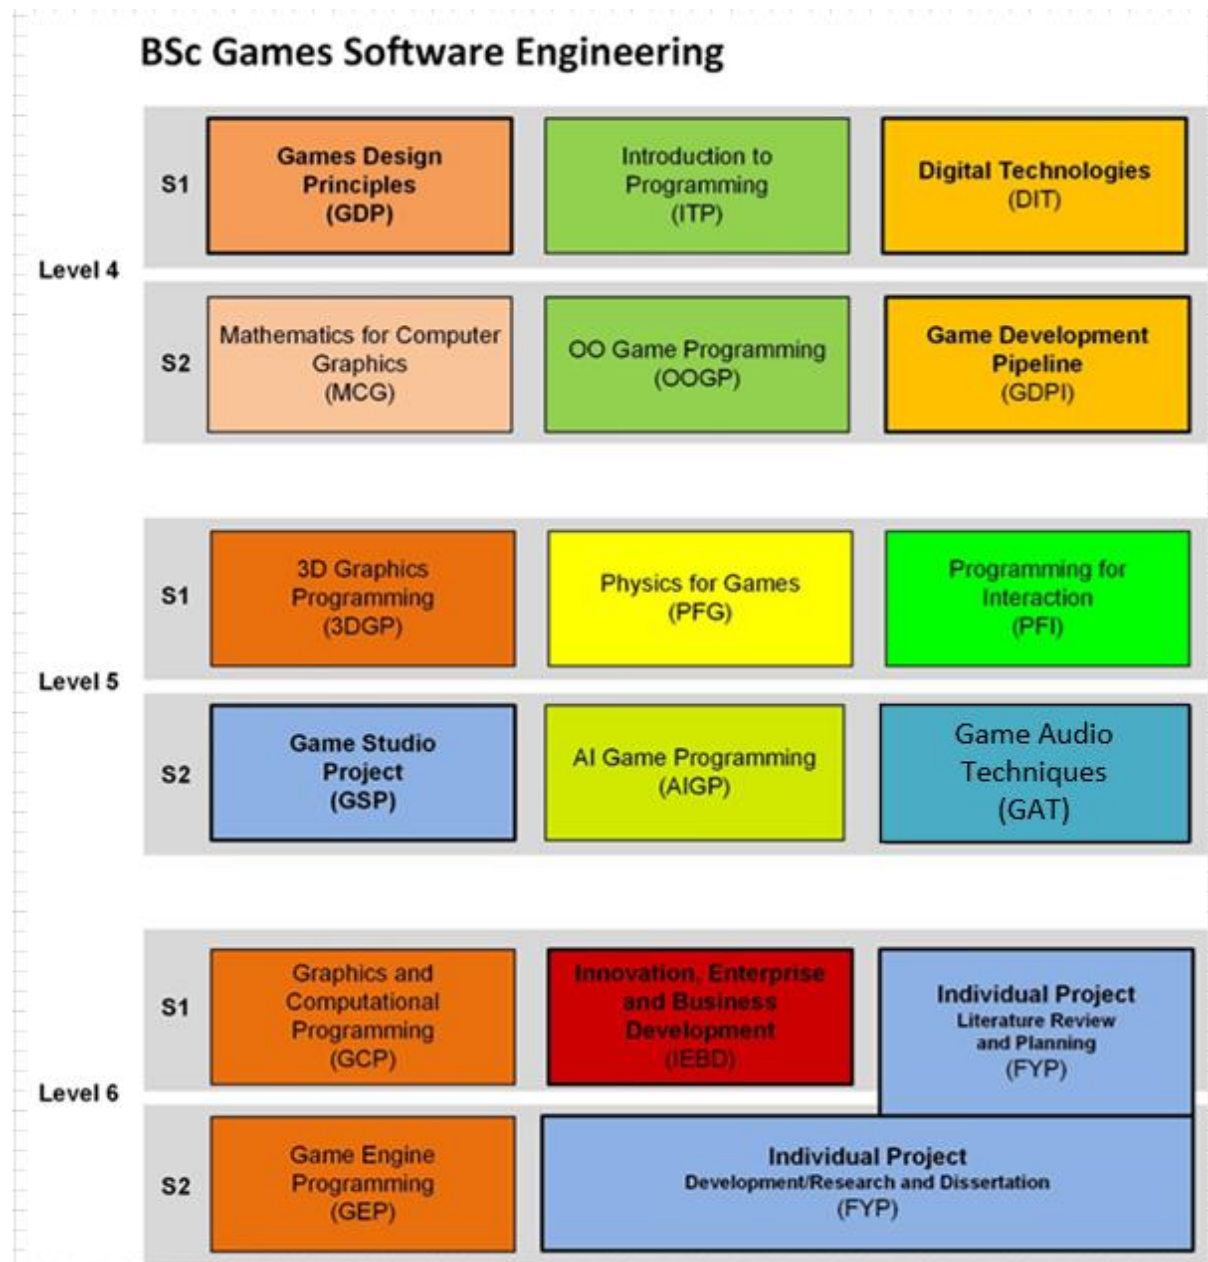 BSc Games Software Engineering
Level 4
S1
Games Design
Principles
(GDP)
Introduction to
Programming
(ITP)
Digital Technologies
(DIT)
S2
Mathematics for Computer
Graphics
(MCG)
OO Game Programming
(OOGP)
Game Development
Pipeline
(GDPI)
Level 5
S1
3D Graphics
Programming
(3DGP)
Physics for Games
(PFG)
Programming for
Interaction
(PFI)
S2
Game Studio
Project
(GSP)
AI Game Programming
(AIGP)
Game Audio
Techniques
(GAT)
Level 6
S1
Graphics and
Computational
Programming
(GCP)
Innovation, Enterprise
and Business
Development
(IEBD)
Individual Project
Literature Review
and Planning
(FYP)
S2
Game Engine
Programming
(GEP)
Individual Project
Development/Research and Dissertation
(FYP)